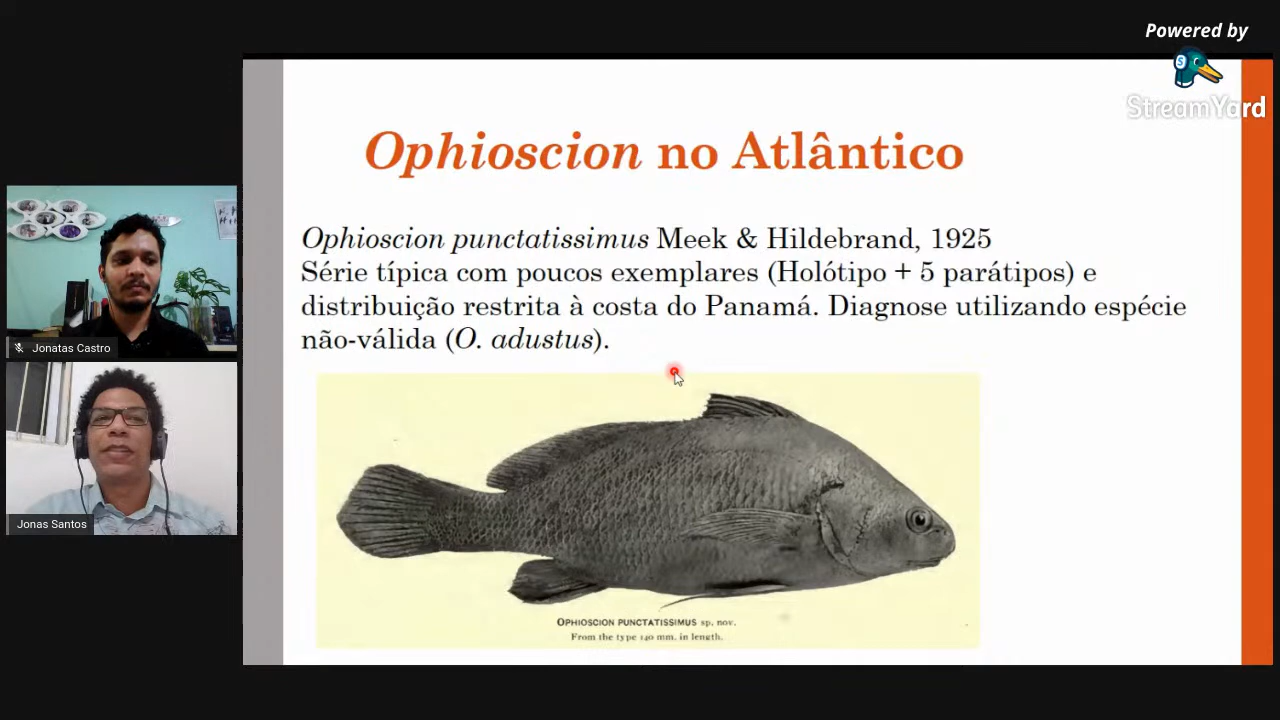 Powered by
StreamYard
Ophioscion no Atlântico
Ophioscion punctatissimus Meek & Hildebrand, 1925
Série típica com poucos exemplares (Holótipo + 5 parátipos) e
distribuição restrita à costa do Panamá. Diagnose utilizando espécie
não-válida (O. adustus).
OPHIOSCION PUNCTATISSIMUS sp. nov.
From the type 140 mm. in length.
Jonatas Castro
Jonas Santos